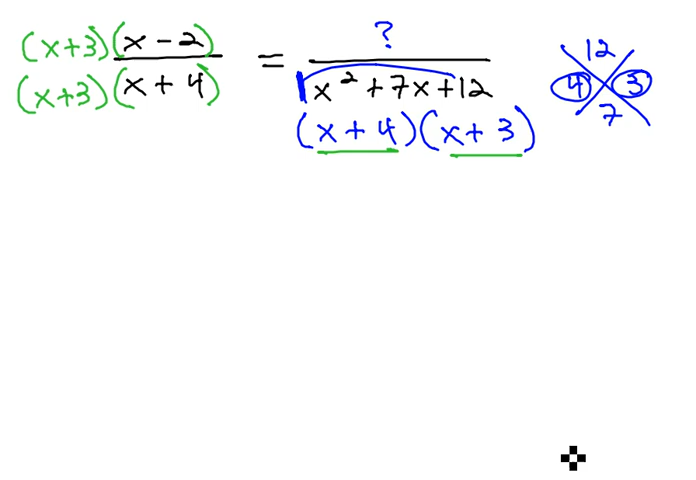 (x+3)(x-2) = ?
(x+3)(x+4) x² + 7x + 12
(x+4)(x+3)
12
4 3
7